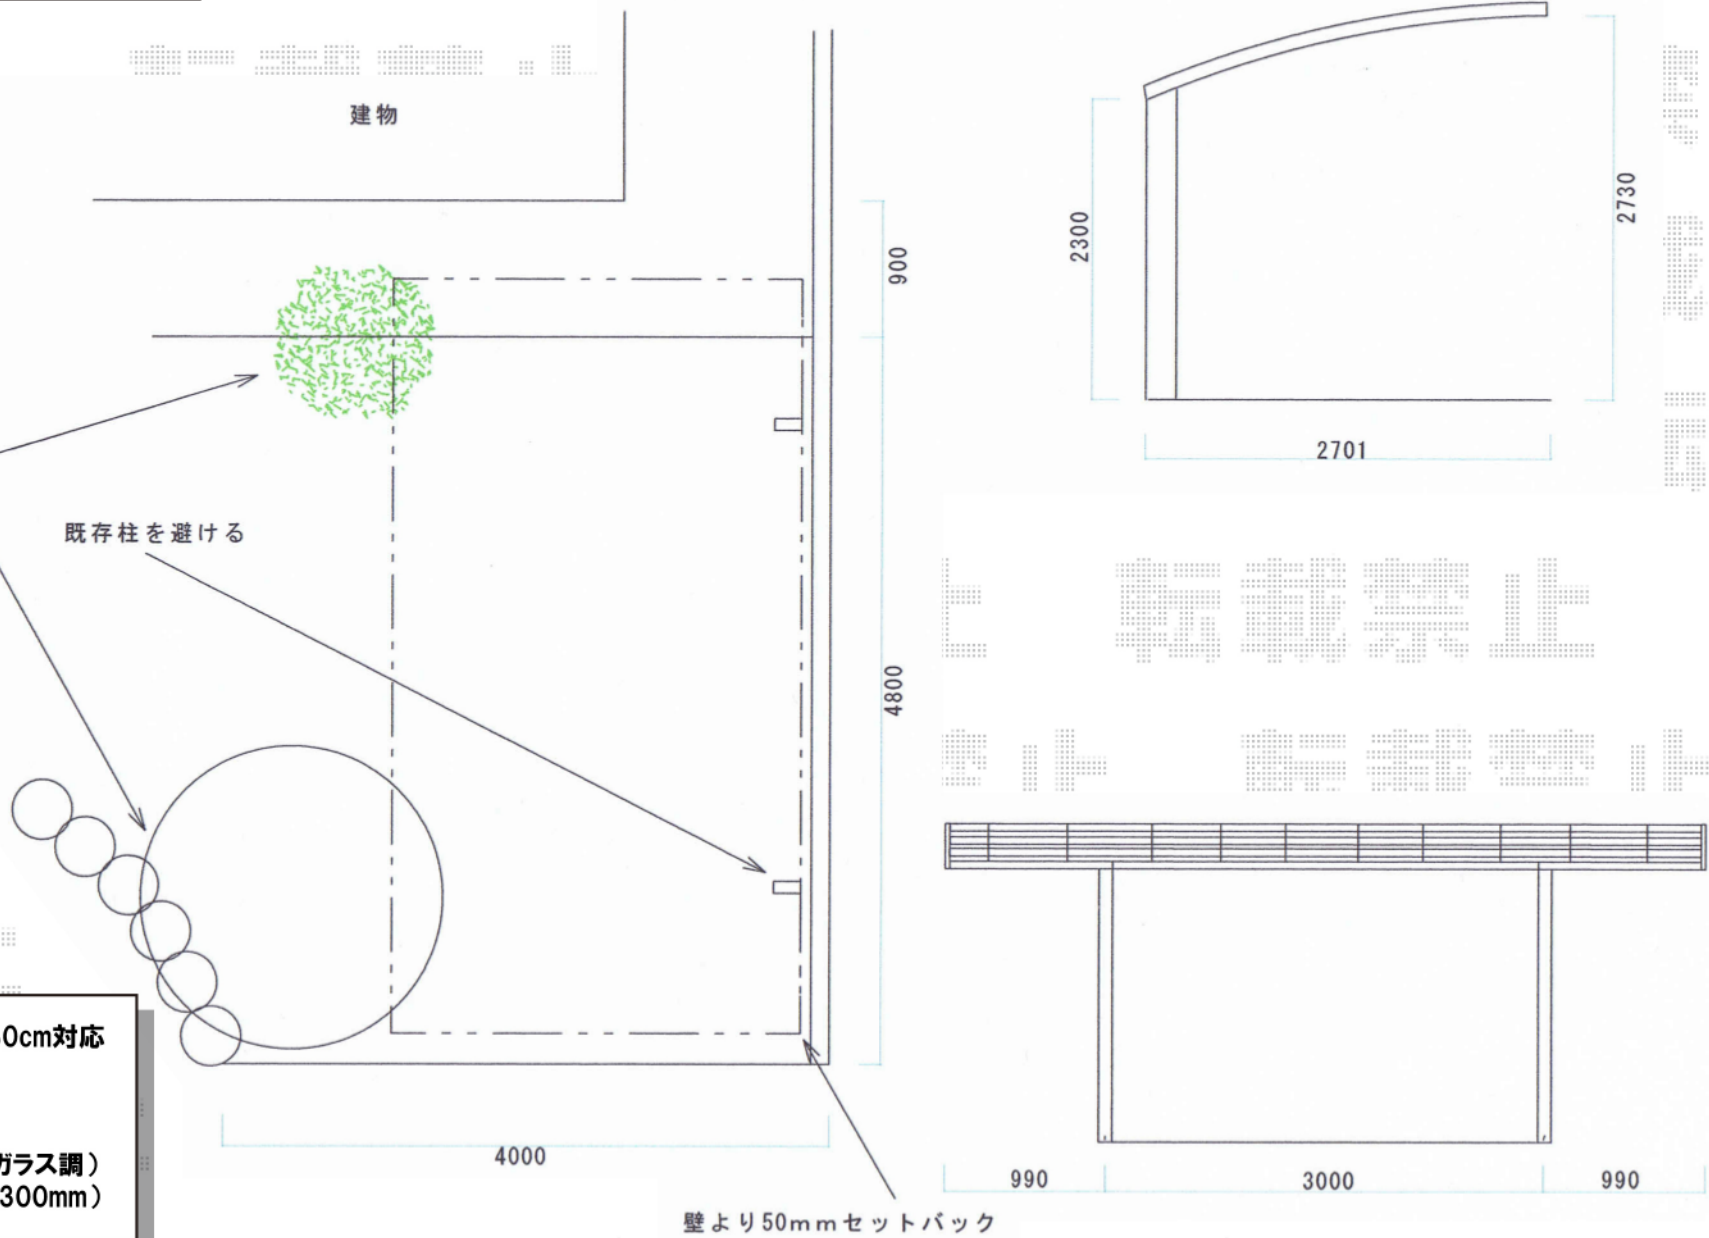 建物
900
既存柱を避ける
4800
4000
壁より50mmセットバック
2300
2730
2701
転載禁止
990
3000
990
0cm対応
ガラス調）
300mm）